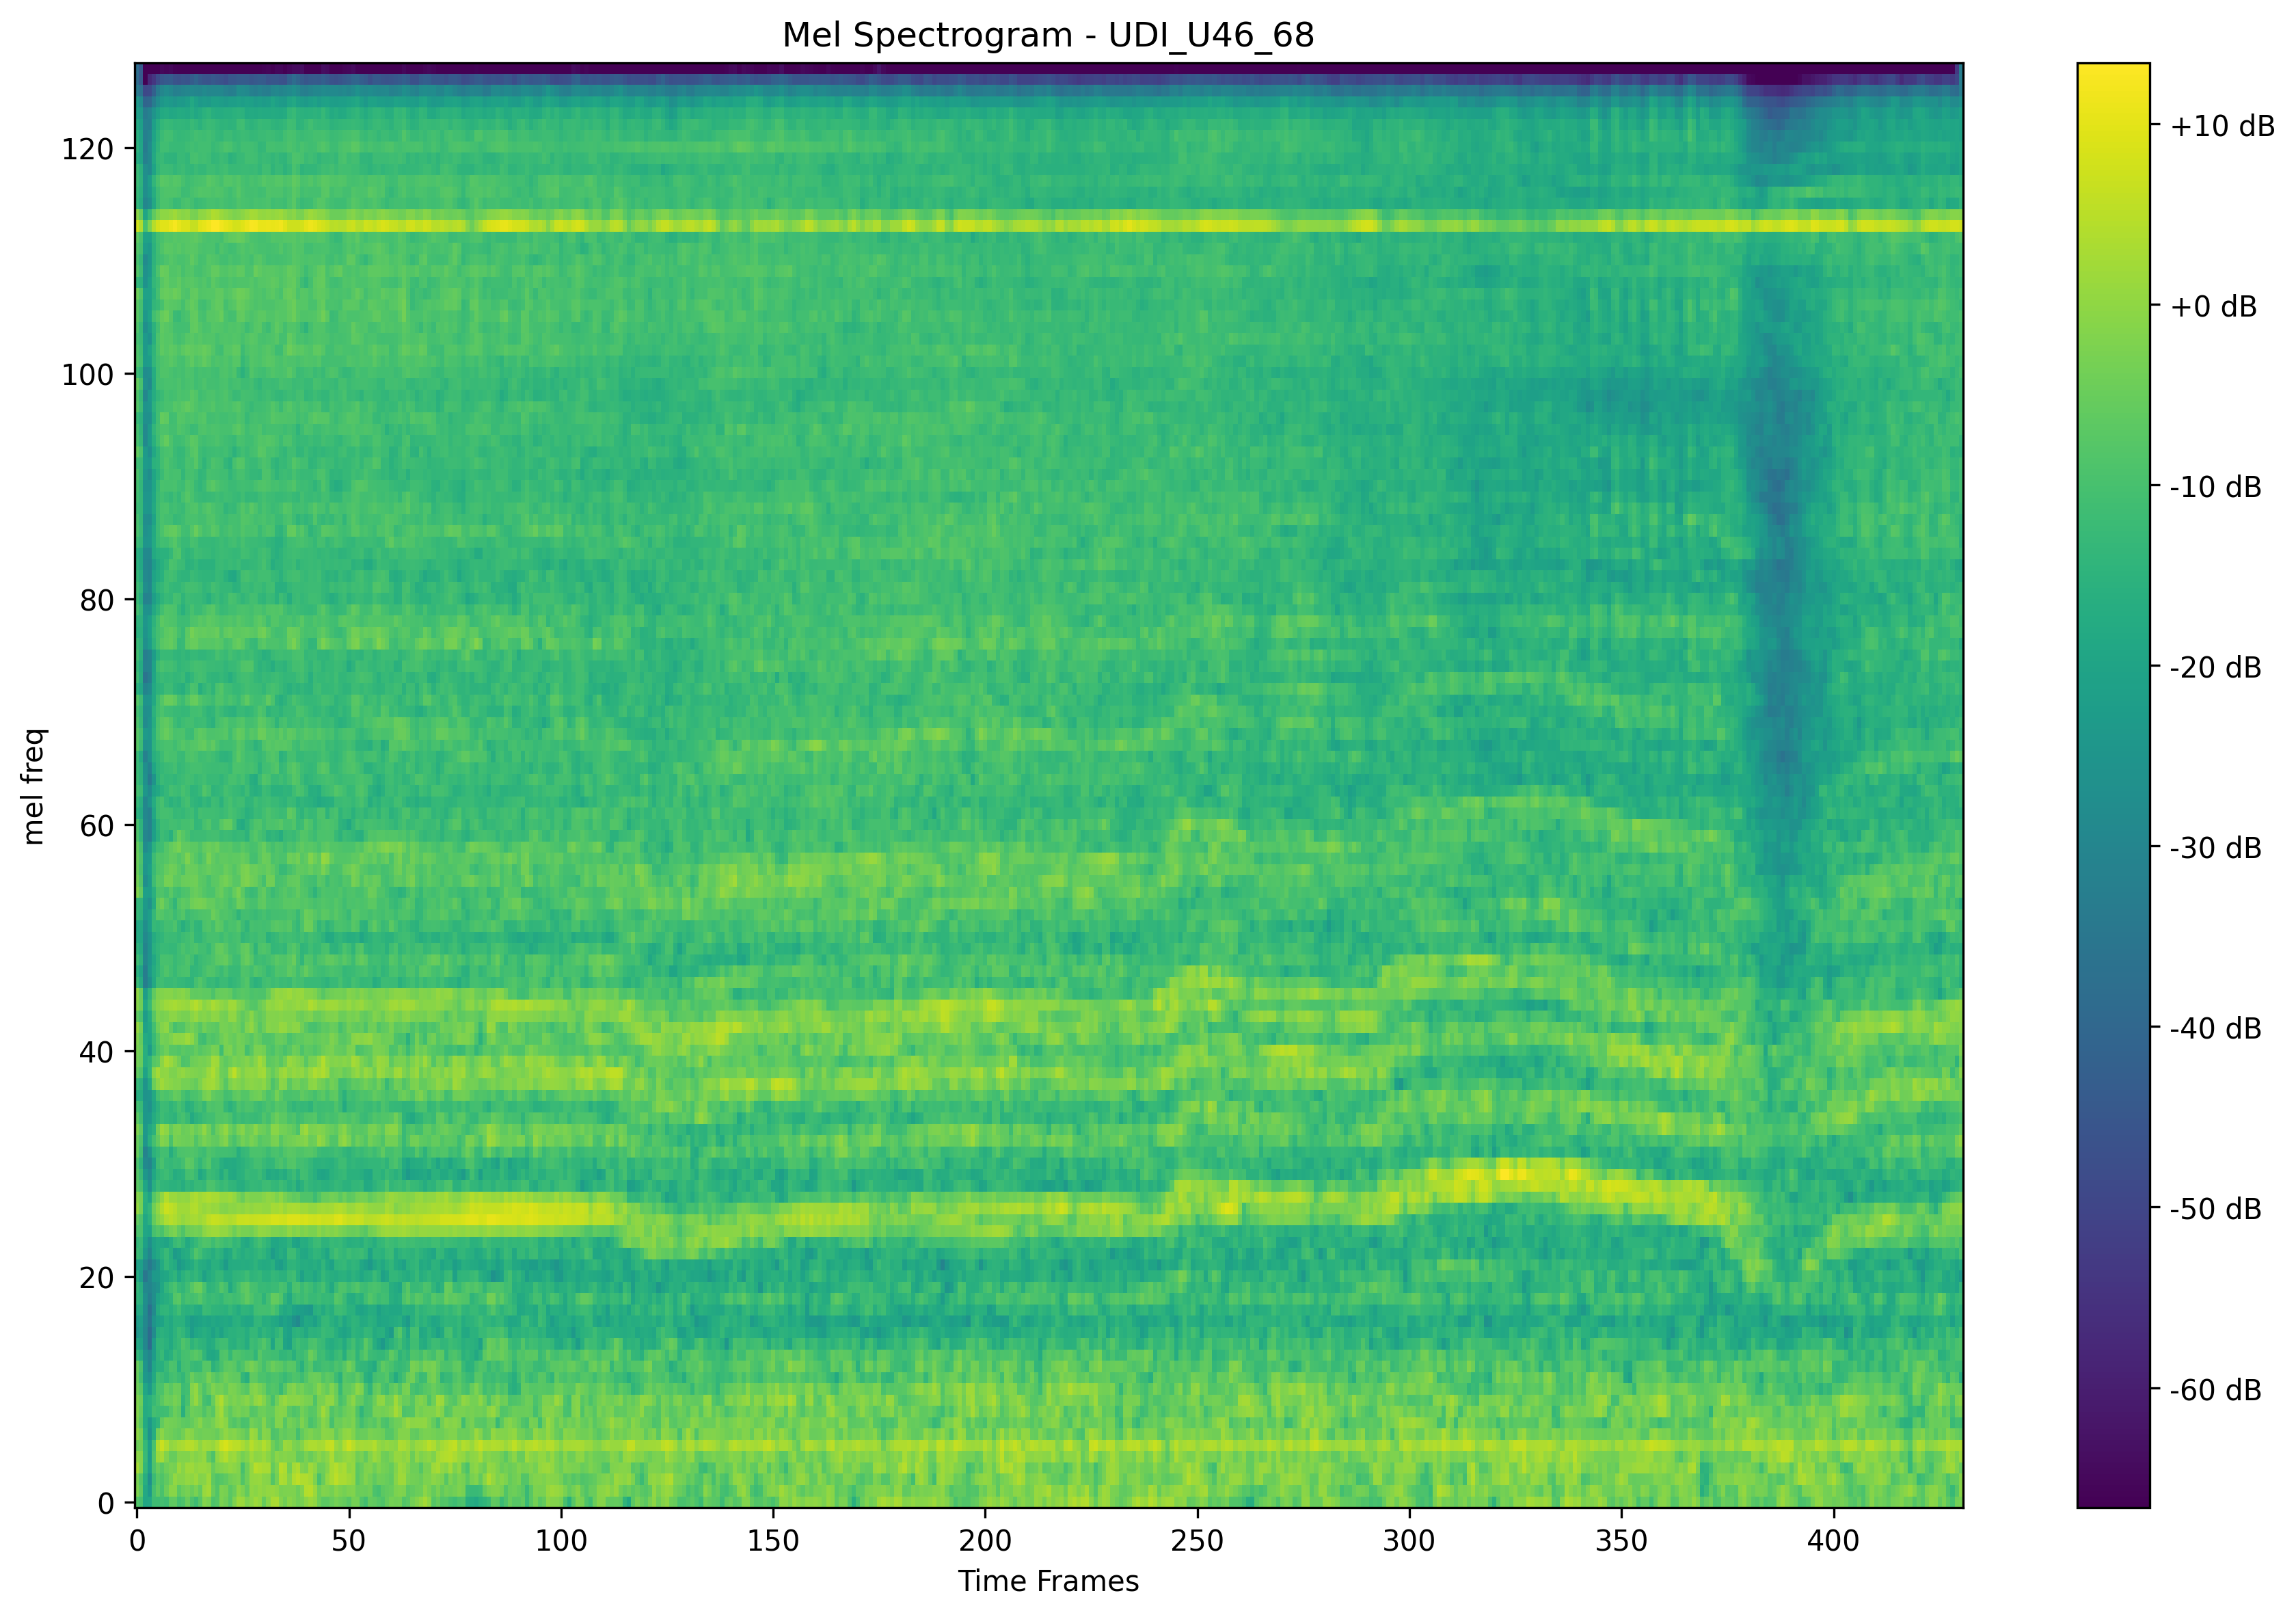 Mel Spectrogram - UDI_U46_68
mel freq
120
100
80
60
40
20
0
0 50 100 150 200 250 300 350 400
Time Frames
+10 dB
+0 dB
-10 dB
-20 dB
-30 dB
-40 dB
-50 dB
-60 dB